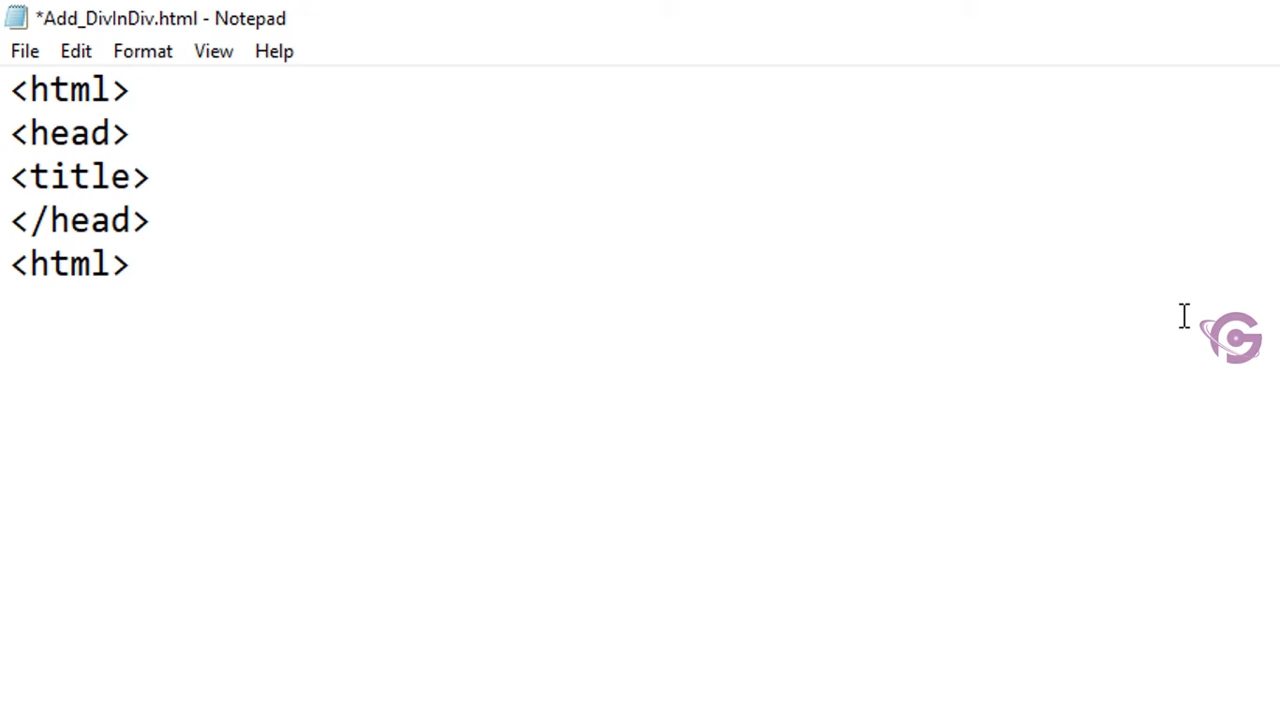 *Add_DivInDiv.html - Notepad
File Edit Format View Help
<html>
<head>
<title>
</head>
<html>